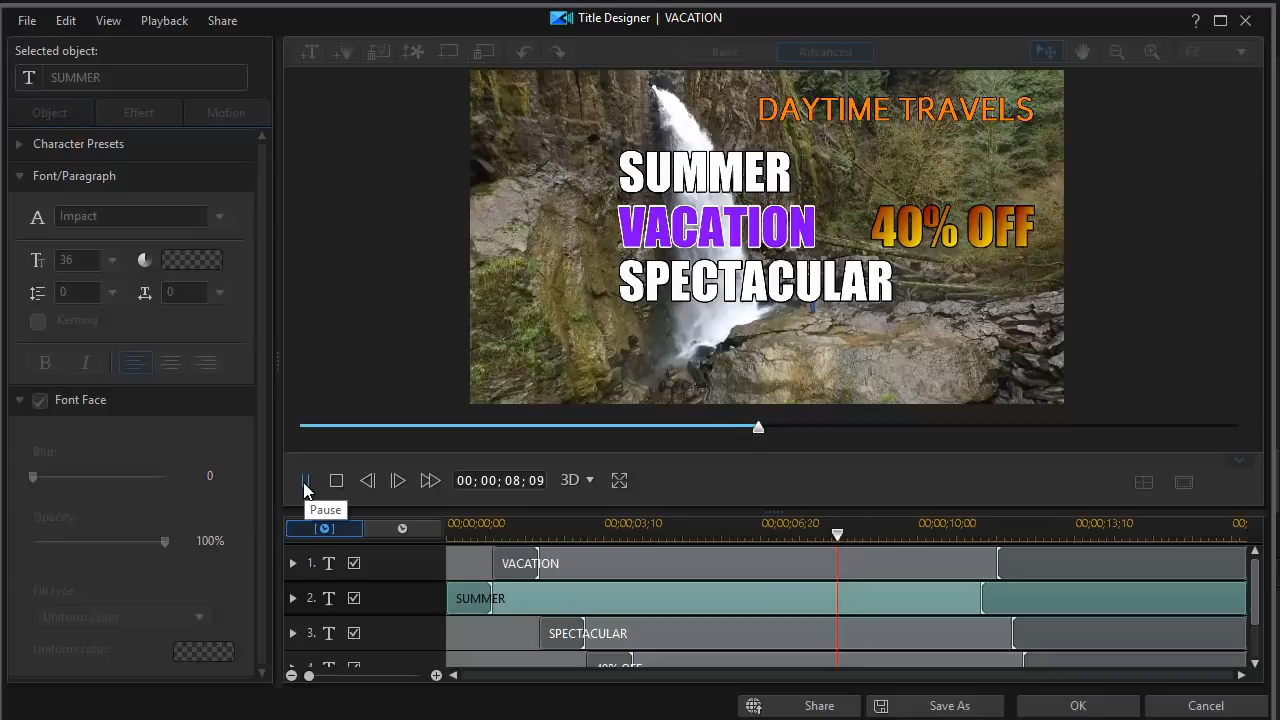 File Edit View Playback Share
Title Designer | VACATION
?
Selected object:
T SUMMER
Object Effect Motion
Basic Advanced
Fit
Character Presets
Font/Paragraph
A Impact
36
0 0
Kerning
B I
Font Face
Blur:
0
Opacity:
100%
Fill type:
Uniform Color
Uniform color:
DAYTIME TRAVELS
SUMMER
VACATION 40% OFF
SPECTACULAR
00; 00; 08; 09 3D
Pause
00;00;00;00 00;00;03;10 00;00;06;20 00;00;10;00 00;00;13;10 00;
1. T VACATION
2. T SUMMER
3. T SPECTACULAR
4. T 40% OFF
Share Save As OK Cancel